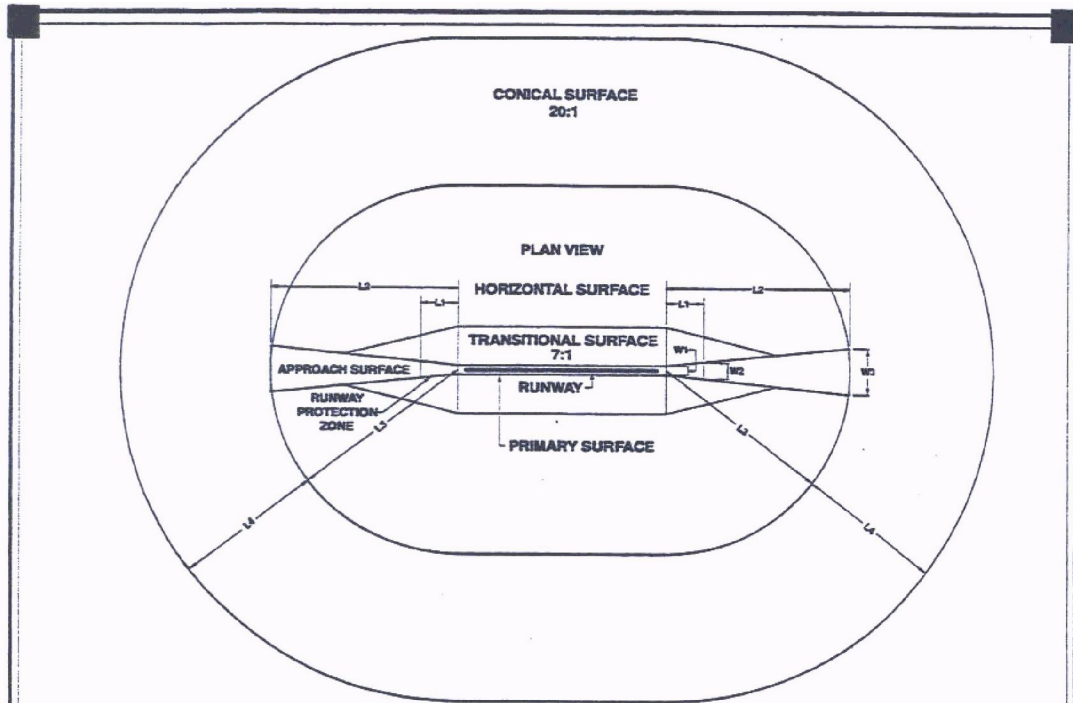 CONICAL SURFACE
20:1
PLAN VIEW
L2
HORIZONTAL SURFACE
L2
L1
L1
TRANSITIONAL SURFACE
7:1
W1
W2
W3
APPROACH SURFACE
RUNWAY
RUNWAY
PROTECTION
ZONE
L3
L3
PRIMARY SURFACE
L4
L4